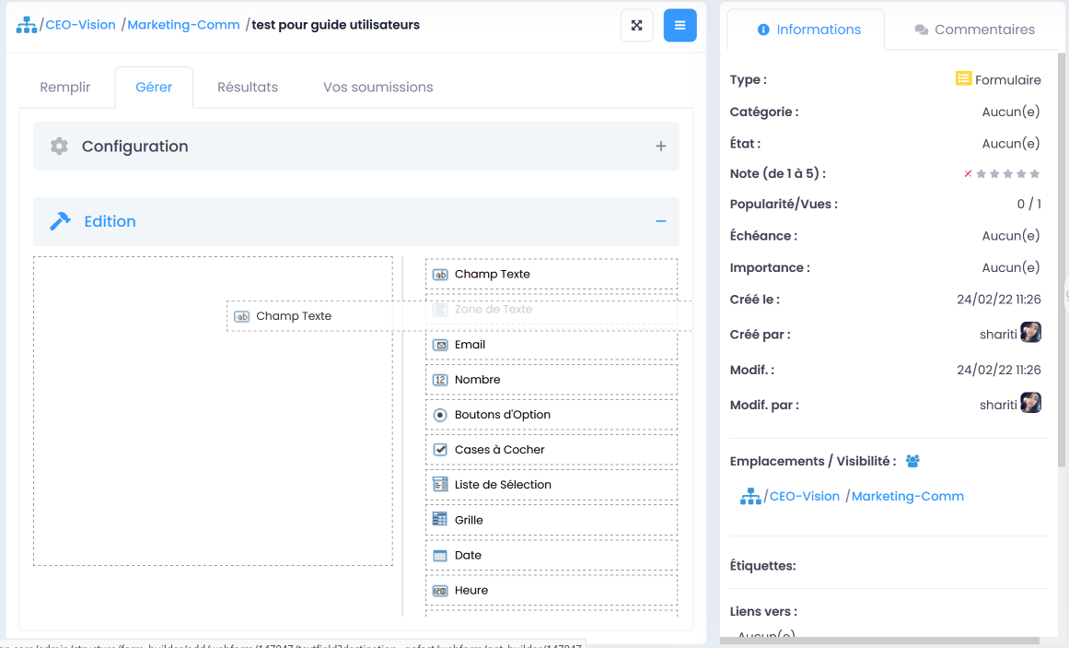 /CEO-Vision /Marketing-Comm /test pour guide utilisateurs
Remplir Gérer Résultats Vos soumissions
Configuration
Edition
Champ Texte
Champ Texte
Zone de Texte
Email
Nombre
Boutons d'Option
Cases à Cocher
Liste de Sélection
Grille
Date
Heure
Informations Commentaires
Type : Formulaire
Catégorie : Aucun(e)
État : Aucun(e)
Note (de 1 à 5) :
Popularité/Vues : 0 / 1
Échéance : Aucun(e)
Importance : Aucun(e)
Créé le : 24/02/22 11:26
Créé par : shariti
Modif. : 24/02/22 11:26
Modif. par : shariti
Emplacements / Visibilité :
/CEO-Vision /Marketing-Comm
Étiquettes:
Liens vers :
Aucun(e)